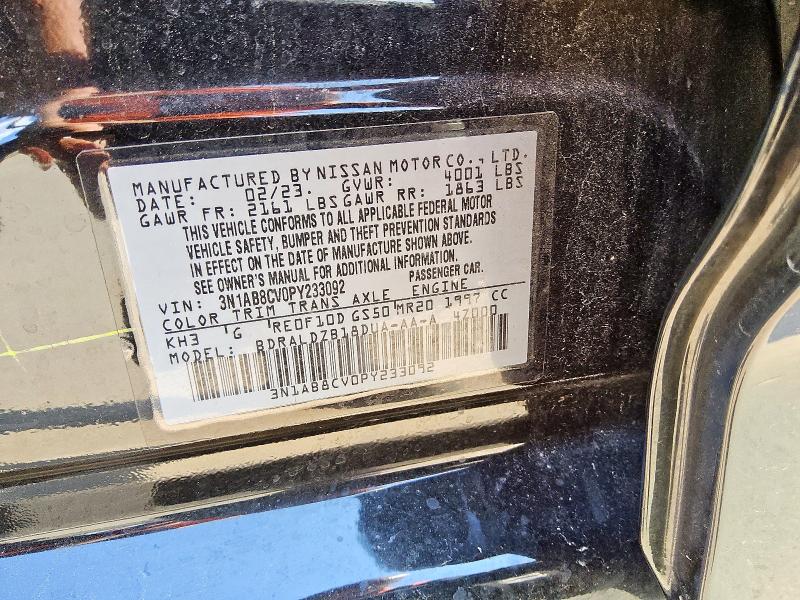 MANUFACTURED BY NISSAN MOTOR CO., LTD.
DATE: 02/23. GVWR: 4001 LBS
GAWR FR: 2161 LBS GAWR RR: 1863 LBS
THIS VEHICLE CONFORMS TO ALL APPLICABLE FEDERAL MOTOR
VEHICLE SAFETY, BUMPER AND THEFT PREVENTION STANDARDS
IN EFFECT ON THE DATE OF MANUFACTURE SHOWN ABOVE.
SEE OWNER'S MANUAL FOR ADDITIONAL INFORMATION.
VIN: 3N1AB8CV0PY233092 PASSENGER CAR.
COLOR TRIM TRANS AXLE ENGINE
KH3 'G 'RE0F10D GS50 'MR20 1997 CC
MODEL: BDRALDZB18DUA-AA-A 4Z000
3N1AB8CV0PY233092